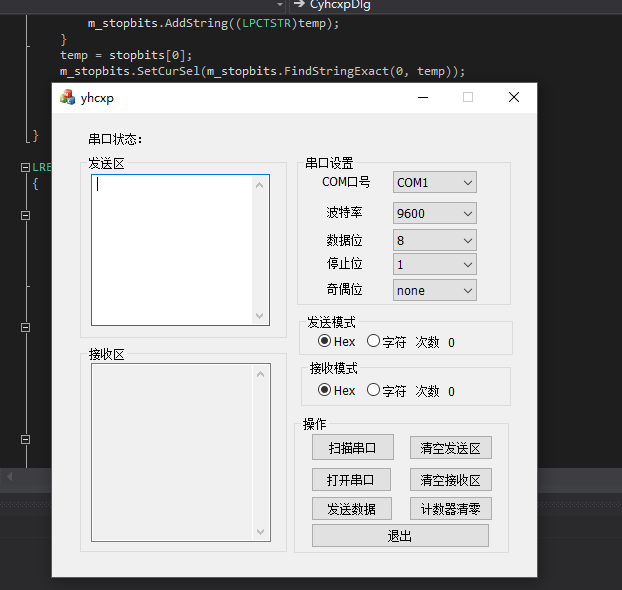 CyhcxpDlg
m_stopbits.AddString((LPCTSTR)temp);
}
temp = stopbits[0];
m_stopbits.SetCurSel(m_stopbits.FindStringExact(0, temp));
}
LRE
{
yhcxp
串口状态:
发送区
接收区
串口设置
COM口号 COM1
波特率 9600
数据位 8
停止位 1
奇偶位 none
发送模式
Hex 字符 次数 0
接收模式
Hex 字符 次数 0
操作
扫描串口 清空发送区
打开串口 清空接收区
发送数据 计数器清零
退出